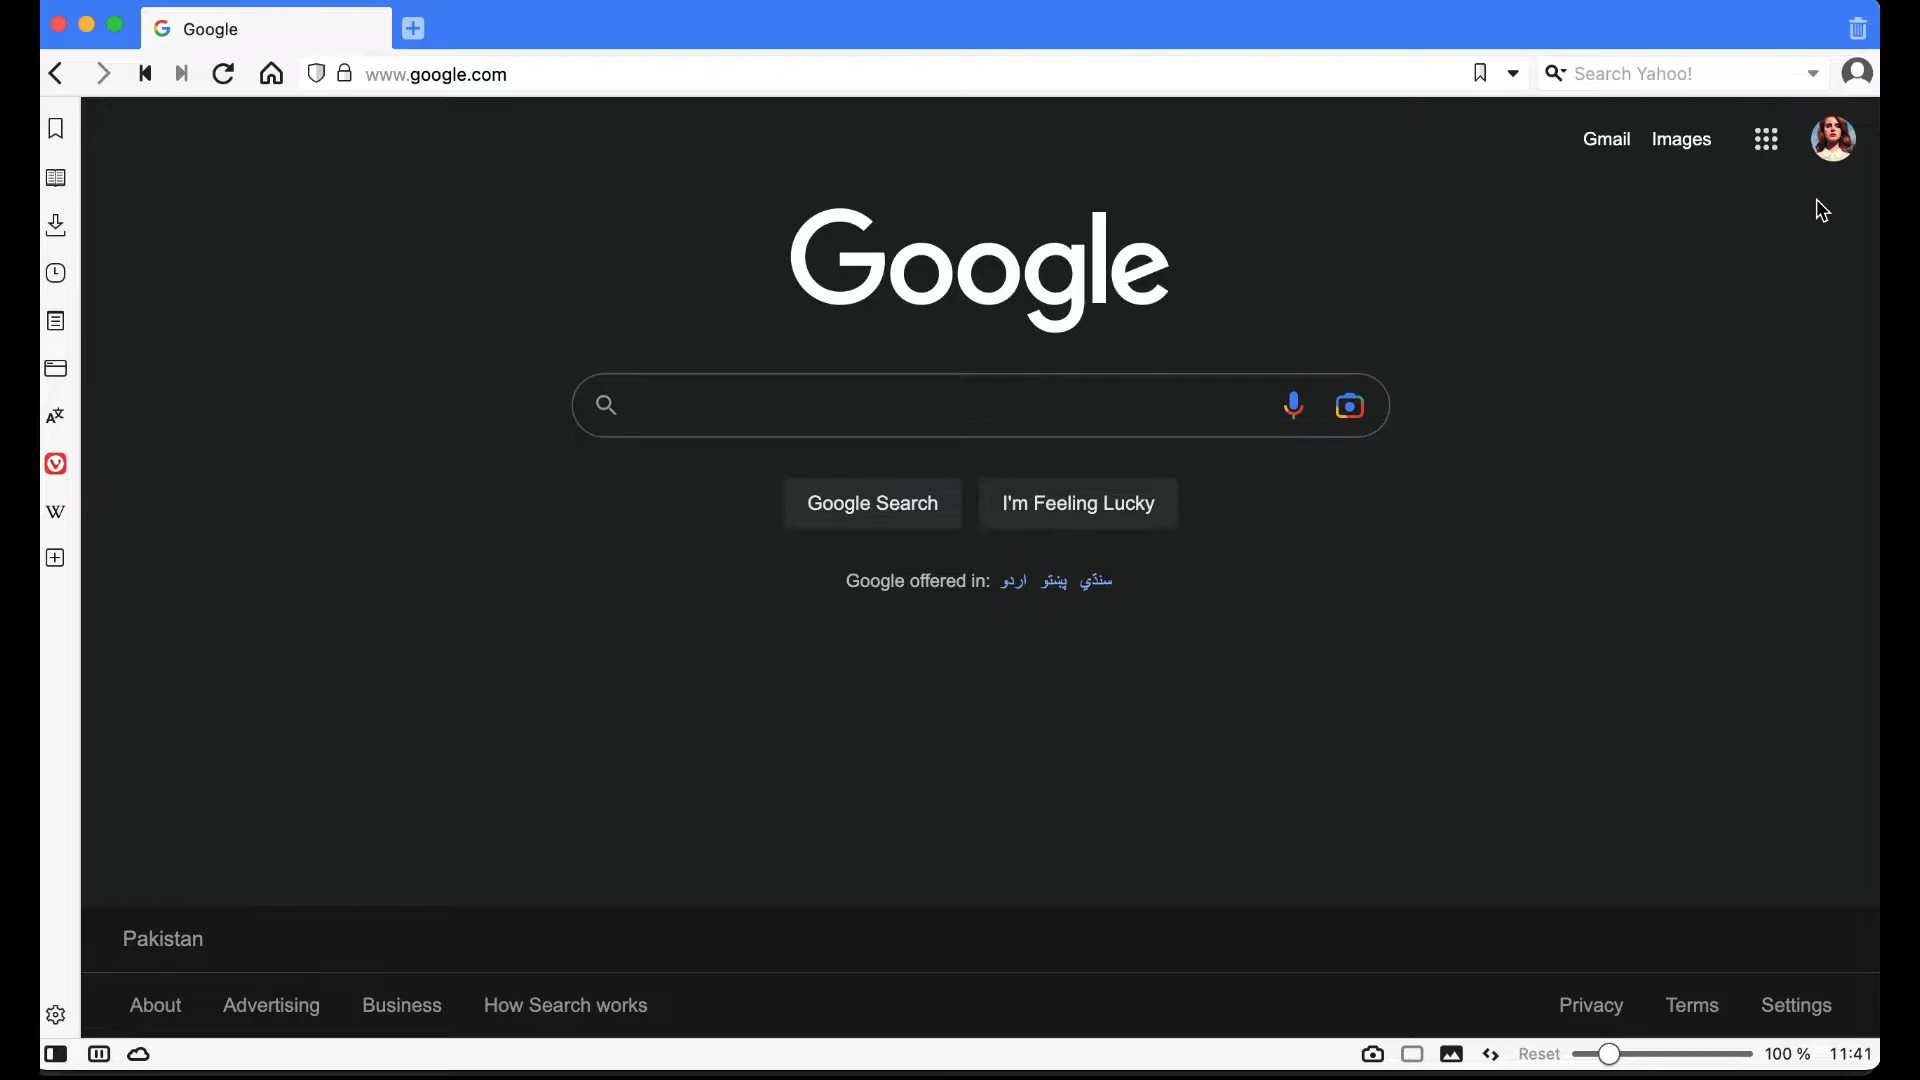 Google
www.google.com
Search Yahoo!
Gmail Images
Google
Google Search I'm Feeling Lucky
Google offered in: اردو پښتو سنڌي
Pakistan
About Advertising Business How Search works Privacy Terms Settings
Reset 100 % 11:41